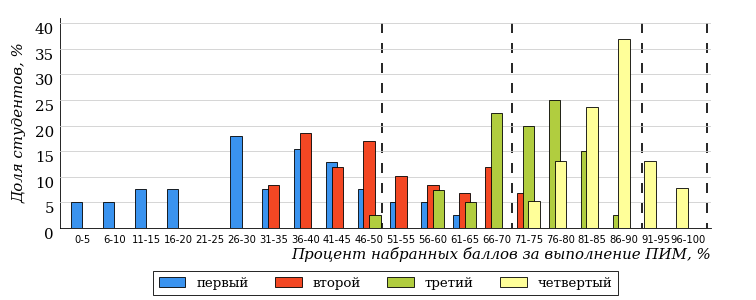 Доля студентов, %
40
35
30
25
20
15
10
5
0
0-5 6-10 11-15 16-20 21-25 26-30 31-35 36-40 41-45 46-50 51-55 56-60 61-65 66-70 71-75 76-80 81-85 86-90 91-95 96-100
Процент набранных баллов за выполнение ПИМ, %
первый второй третий четвертый